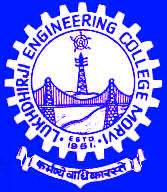 LUKHDHIRJI ENGINEERING COLLEGE MORVI
ESTD
1951.
कर्मण्ये वाधिकारस्ते